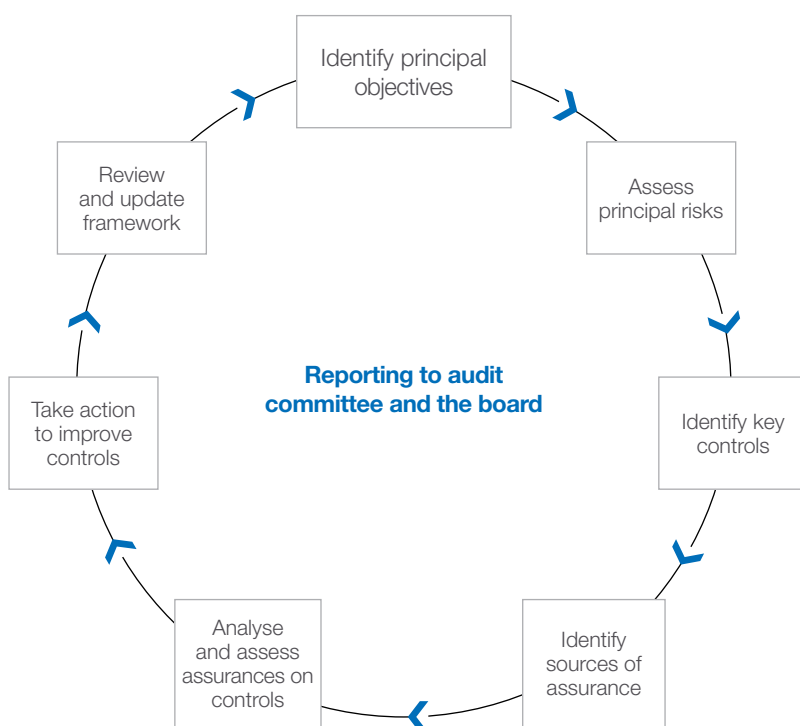 Identify principal
objectives
Assess
principal risks
Identify key
controls
Identify
sources of
assurance
Analyse
and assess
assurances on
controls
Take action
to improve
controls
Review
and update
framework
Reporting to audit
committee and the board